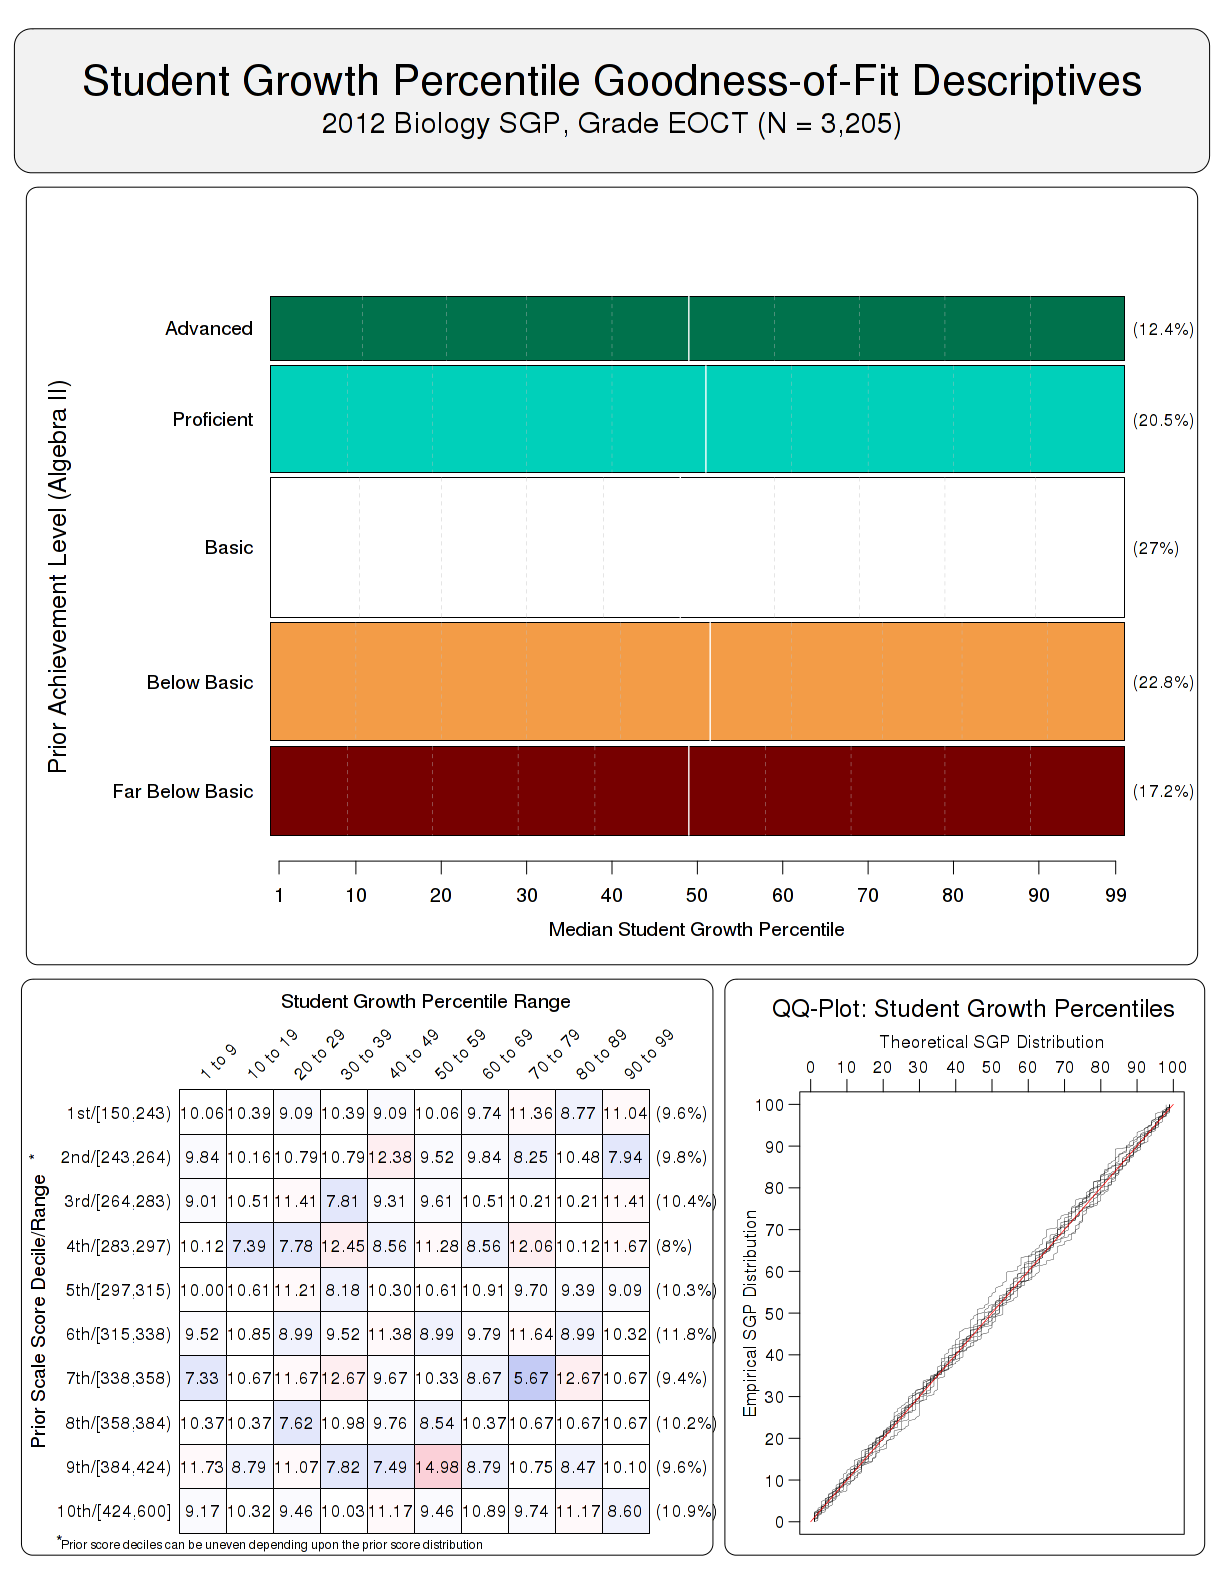 Student Growth Percentile Goodness-of-Fit Descriptives
2012 Biology SGP, Grade EOCT (N = 3,205)
Prior Achievement Level (Algebra II)
Advanced (12.4%)
Proficient (20.5%)
Basic (27%)
Below Basic (22.8%)
Far Below Basic (17.2%)
1 10 20 30 40 50 60 70 80 90 99
Median Student Growth Percentile
Student Growth Percentile Range
1 to 9 10 to 19 20 to 29 30 to 39 40 to 49 50 to 59 60 to 69 70 to 79 80 to 89 90 to 99
Prior Scale Score Decile/Range *
1st/[150,243) 10.06 10.39 9.09 10.39 9.09 10.06 9.74 11.36 8.77 11.04 (9.6%)
2nd/[243,264) 9.84 10.16 10.79 10.79 12.38 9.52 9.84 8.25 10.48 7.94 (9.8%)
3rd/[264,283) 9.01 10.51 11.41 7.81 9.31 9.61 10.51 10.21 10.21 11.41 (10.4%)
4th/[283,297) 10.12 7.39 7.78 12.45 8.56 11.28 8.56 12.06 10.12 11.67 (8%)
5th/[297,315) 10.00 10.61 11.21 8.18 10.30 10.61 10.91 9.70 9.39 9.09 (10.3%)
6th/[315,338) 9.52 10.85 8.99 9.52 11.38 8.99 9.79 11.64 8.99 10.32 (11.8%)
7th/[338,358) 7.33 10.67 11.67 12.67 9.67 10.33 8.67 5.67 12.67 10.67 (9.4%)
8th/[358,384) 10.37 10.37 7.62 10.98 9.76 8.54 10.37 10.67 10.67 10.67 (10.2%)
9th/[384,424) 11.73 8.79 11.07 7.82 7.49 14.98 8.79 10.75 8.47 10.10 (9.6%)
10th/[424,600] 9.17 10.32 9.46 10.03 11.17 9.46 10.89 9.74 11.17 8.60 (10.9%)
*Prior score deciles can be uneven depending upon the prior score distribution
QQ-Plot: Student Growth Percentiles
Theoretical SGP Distribution
0 10 20 30 40 50 60 70 80 90 100
Empirical SGP Distribution
100
90
80
70
60
50
40
30
20
10
0